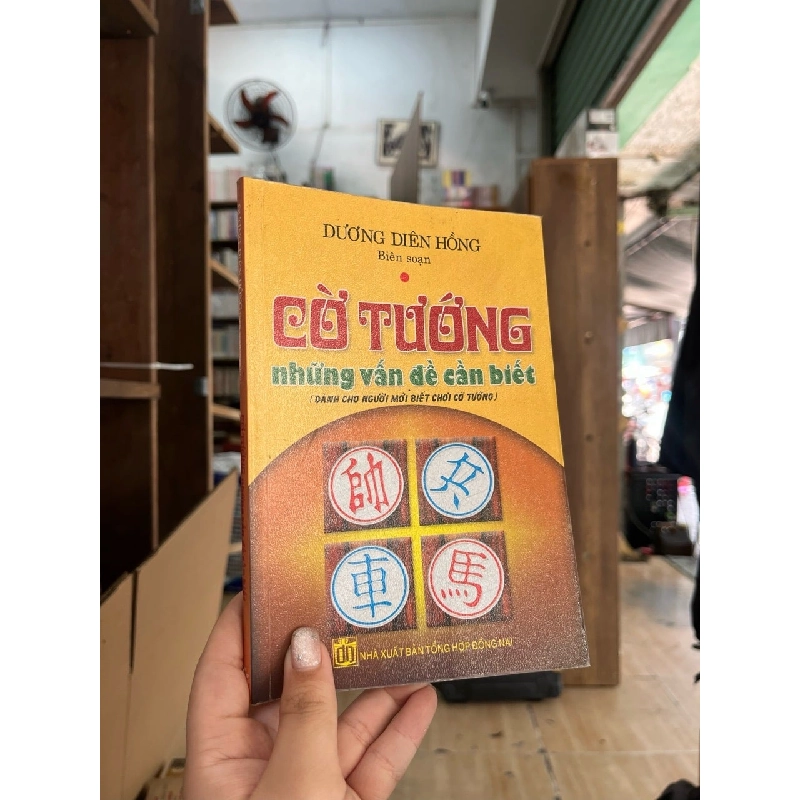 DƯƠNG DIÊN HỒNG
Biên soạn
CỜ TƯỚNG
những vấn đề cần biết
(DÀNH CHO NGƯỜI MỚI BIẾT CHƠI CỜ TƯỚNG)
帥
車 馬
NHÀ XUẤT BẢN TỔNG HỢP ĐỒNG NAI